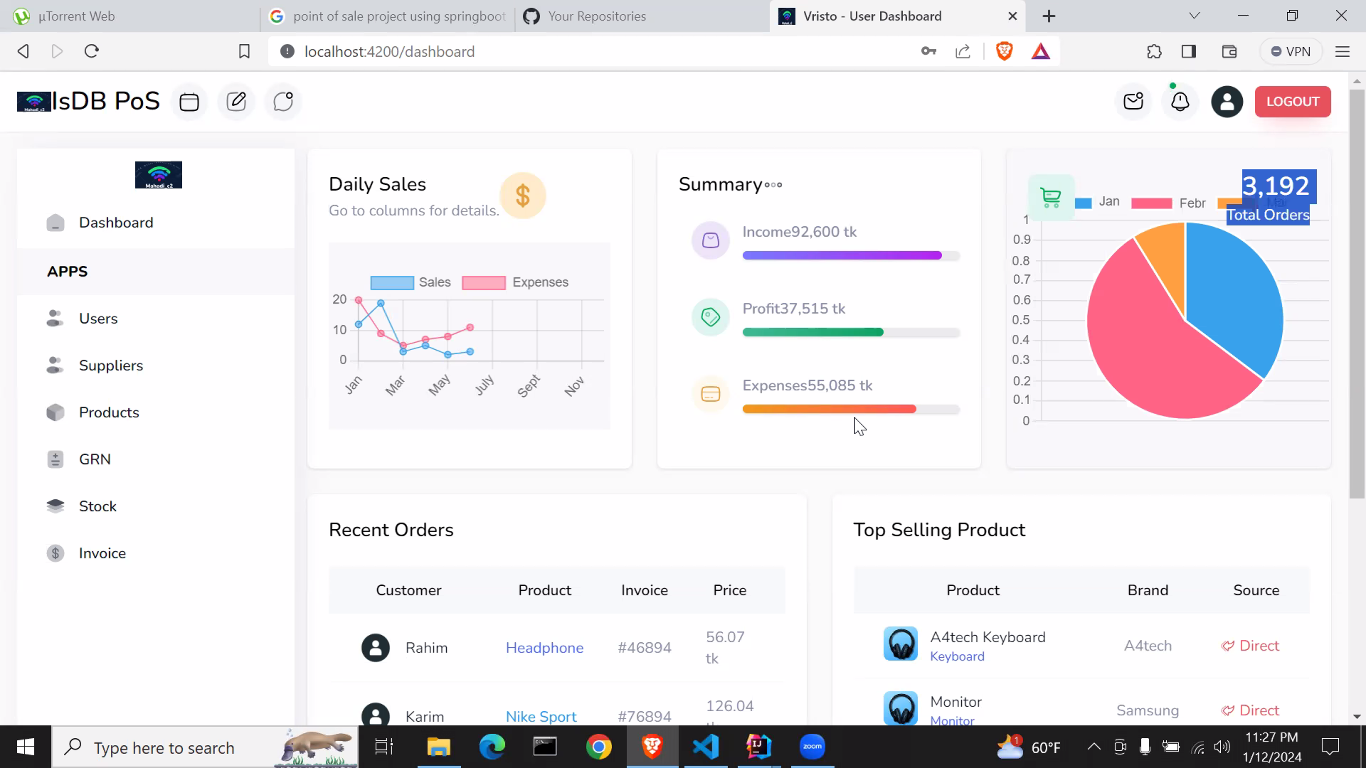 µTorrent Web
point of sale project using springboot
Your Repositories
Vristo - User Dashboard
localhost:4200/dashboard
VPN
IsDB PoS
LOGOUT
Mahadi_c2
Dashboard
APPS
Users
Suppliers
Products
GRN
Stock
Invoice
Daily Sales
Go to columns for details.
$
Sales Expenses
20
10
0
Jan Mar May July Sept Nov
Summary
Income92,600 tk
Profit37,515 tk
Expenses55,085 tk
3,192
Total Orders
Jan Febr
1
0.9
0.8
0.7
0.6
0.5
0.4
0.3
0.2
0.1
0
Recent Orders
Customer Product Invoice Price
Rahim Headphone #46894 56.07 tk
Karim Nike Sport #76894 126.04
Top Selling Product
Product Brand Source
A4tech Keyboard A4tech Direct
Keyboard
Monitor Samsung Direct
Monitor
Type here to search
zoom
1
60°F
11:27 PM
1/12/2024